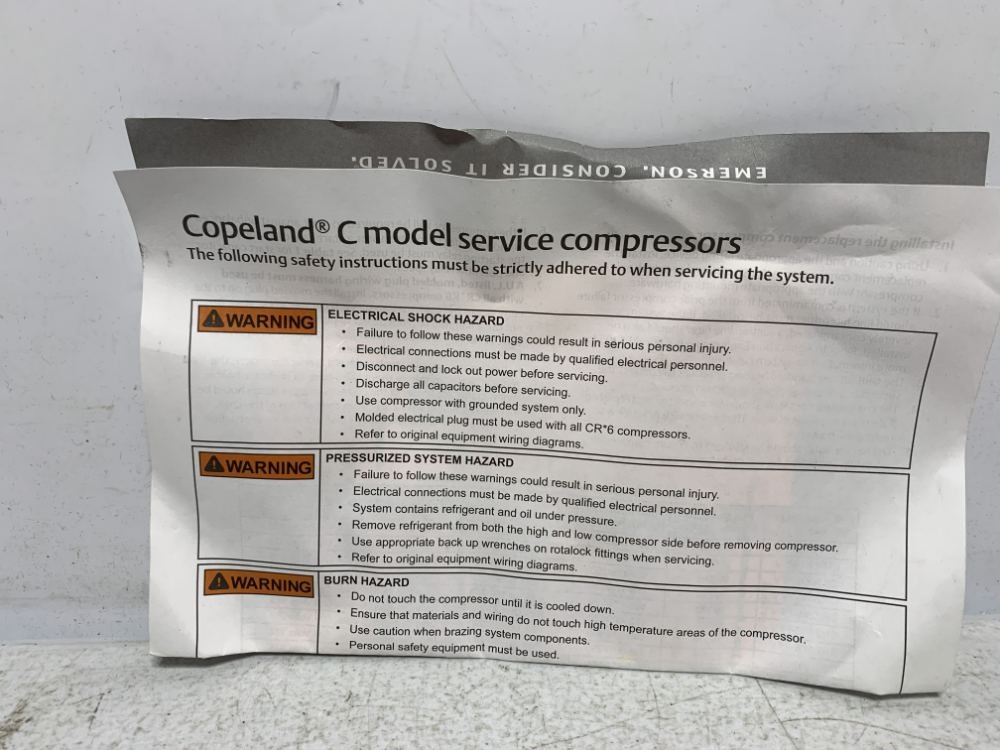 EMERSON. CONSIDER IT SOLVED.
Copeland® C model service compressors
The following safety instructions must be strictly adhered to when servicing the system.
WARNING
ELECTRICAL SHOCK HAZARD
• Failure to follow these warnings could result in serious personal injury.
• Electrical connections must be made by qualified electrical personnel.
• Disconnect and lock out power before servicing.
• Discharge all capacitors before servicing.
• Use compressor with grounded system only.
• Molded electrical plug must be used with all CR*6 compressors.
• Refer to original equipment wiring diagrams.
WARNING
PRESSURIZED SYSTEM HAZARD
• Failure to follow these warnings could result in serious personal injury.
• Electrical connections must be made by qualified electrical personnel.
• System contains refrigerant and oil under pressure.
• Remove refrigerant from both the high and low compressor side before removing compressor.
• Use appropriate back up wrenches on rotalock fittings when servicing.
• Refer to original equipment wiring diagrams.
WARNING
BURN HAZARD
• Do not touch the compressor until it is cooled down.
• Ensure that materials and wiring do not touch high temperature areas of the compressor.
• Use caution when brazing system components.
• Personal safety equipment must be used.